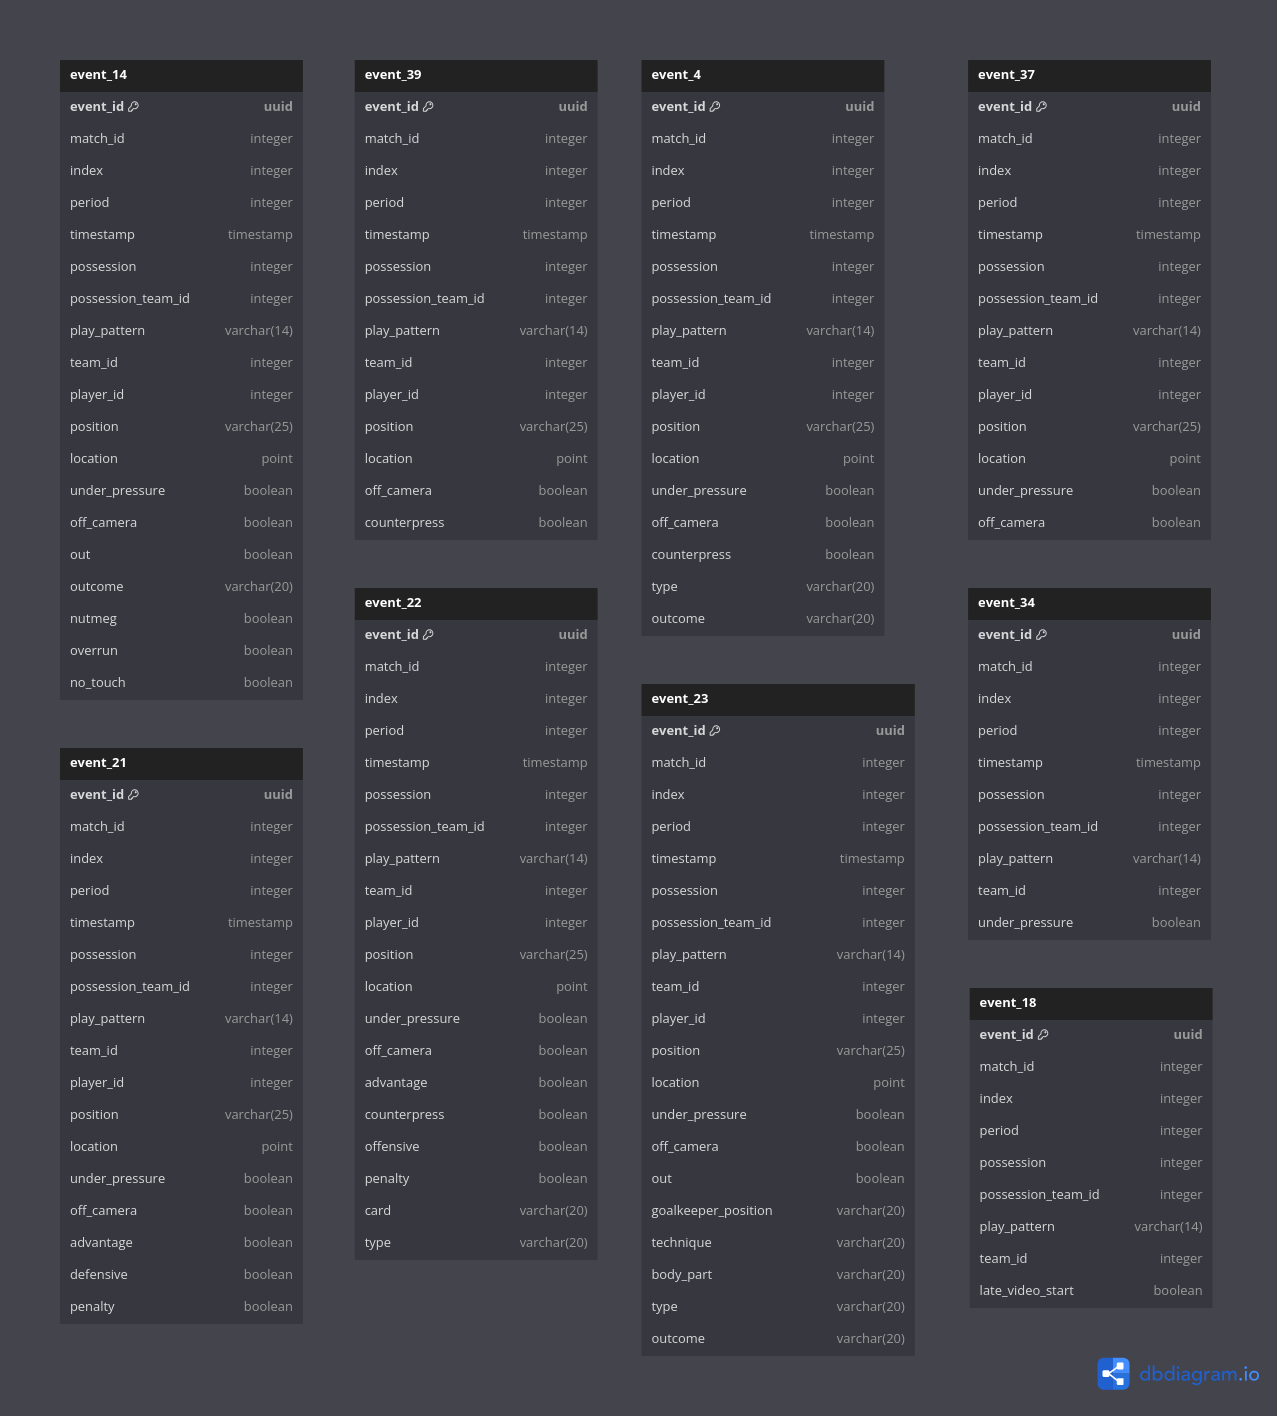 event_14
event_id uuid
match_id integer
index integer
period integer
timestamp timestamp
possession integer
possession_team_id integer
play_pattern varchar(14)
team_id integer
player_id integer
position varchar(25)
location point
under_pressure boolean
off_camera boolean
out boolean
outcome varchar(20)
nutmeg boolean
overrun boolean
no_touch boolean
event_21
event_id uuid
match_id integer
index integer
period integer
timestamp timestamp
possession integer
possession_team_id integer
play_pattern varchar(14)
team_id integer
player_id integer
position varchar(25)
location point
under_pressure boolean
off_camera boolean
advantage boolean
defensive boolean
penalty boolean
event_39
event_id uuid
match_id integer
index integer
period integer
timestamp timestamp
possession integer
possession_team_id integer
play_pattern varchar(14)
team_id integer
player_id integer
position varchar(25)
location point
off_camera boolean
counterpress boolean
event_22
event_id uuid
match_id integer
index integer
period integer
timestamp timestamp
possession integer
possession_team_id integer
play_pattern varchar(14)
team_id integer
player_id integer
position varchar(25)
location point
under_pressure boolean
off_camera boolean
advantage boolean
counterpress boolean
offensive boolean
penalty boolean
card varchar(20)
type varchar(20)
event_4
event_id uuid
match_id integer
index integer
period integer
timestamp timestamp
possession integer
possession_team_id integer
play_pattern varchar(14)
team_id integer
player_id integer
position varchar(25)
location point
under_pressure boolean
off_camera boolean
counterpress boolean
type varchar(20)
outcome varchar(20)
event_23
event_id uuid
match_id integer
index integer
period integer
timestamp timestamp
possession integer
possession_team_id integer
play_pattern varchar(14)
team_id integer
player_id integer
position varchar(25)
location point
under_pressure boolean
off_camera boolean
out boolean
goalkeeper_position varchar(20)
technique varchar(20)
body_part varchar(20)
type varchar(20)
outcome varchar(20)
event_37
event_id uuid
match_id integer
index integer
period integer
timestamp timestamp
possession integer
possession_team_id integer
play_pattern varchar(14)
team_id integer
player_id integer
position varchar(25)
location point
under_pressure boolean
off_camera boolean
event_34
event_id uuid
match_id integer
index integer
period integer
timestamp timestamp
possession integer
possession_team_id integer
play_pattern varchar(14)
team_id integer
under_pressure boolean
event_18
event_id uuid
match_id integer
index integer
period integer
possession integer
possession_team_id integer
play_pattern varchar(14)
team_id integer
late_video_start boolean
dbdiagram.io